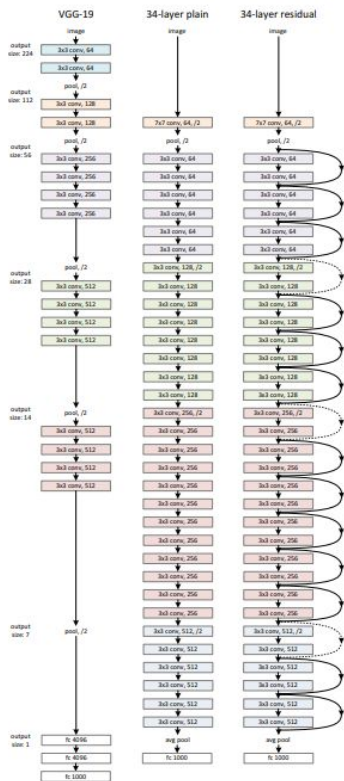 VGG-19
image
output
size: 224
3x3 conv, 64
3x3 conv, 64
output
size: 112
pool, /2
3x3 conv, 128
3x3 conv, 128
output
size: 56
pool, /2
3x3 conv, 256
3x3 conv, 256
3x3 conv, 256
3x3 conv, 256
output
size: 28
pool, /2
3x3 conv, 512
3x3 conv, 512
3x3 conv, 512
3x3 conv, 512
output
size: 14
pool, /2
3x3 conv, 512
3x3 conv, 512
3x3 conv, 512
3x3 conv, 512
output
size: 7
pool, /2
output
size: 1
fc 4096
fc 4096
fc 1000
34-layer plain
image
7x7 conv, 64, /2
pool, /2
3x3 conv, 64
3x3 conv, 64
3x3 conv, 64
3x3 conv, 64
3x3 conv, 64
3x3 conv, 64
3x3 conv, 128, /2
3x3 conv, 128
3x3 conv, 128
3x3 conv, 128
3x3 conv, 128
3x3 conv, 128
3x3 conv, 128
3x3 conv, 128
3x3 conv, 256, /2
3x3 conv, 256
3x3 conv, 256
3x3 conv, 256
3x3 conv, 256
3x3 conv, 256
3x3 conv, 256
3x3 conv, 256
3x3 conv, 256
3x3 conv, 256
3x3 conv, 256
3x3 conv, 256
3x3 conv, 512, /2
3x3 conv, 512
3x3 conv, 512
3x3 conv, 512
3x3 conv, 512
3x3 conv, 512
avg pool
fc 1000
34-layer residual
image
7x7 conv, 64, /2
pool, /2
3x3 conv, 64
3x3 conv, 64
3x3 conv, 64
3x3 conv, 64
3x3 conv, 64
3x3 conv, 64
3x3 conv, 128, /2
3x3 conv, 128
3x3 conv, 128
3x3 conv, 128
3x3 conv, 128
3x3 conv, 128
3x3 conv, 128
3x3 conv, 128
3x3 conv, 256, /2
3x3 conv, 256
3x3 conv, 256
3x3 conv, 256
3x3 conv, 256
3x3 conv, 256
3x3 conv, 256
3x3 conv, 256
3x3 conv, 256
3x3 conv, 256
3x3 conv, 256
3x3 conv, 256
3x3 conv, 512, /2
3x3 conv, 512
3x3 conv, 512
3x3 conv, 512
3x3 conv, 512
3x3 conv, 512
avg pool
fc 1000